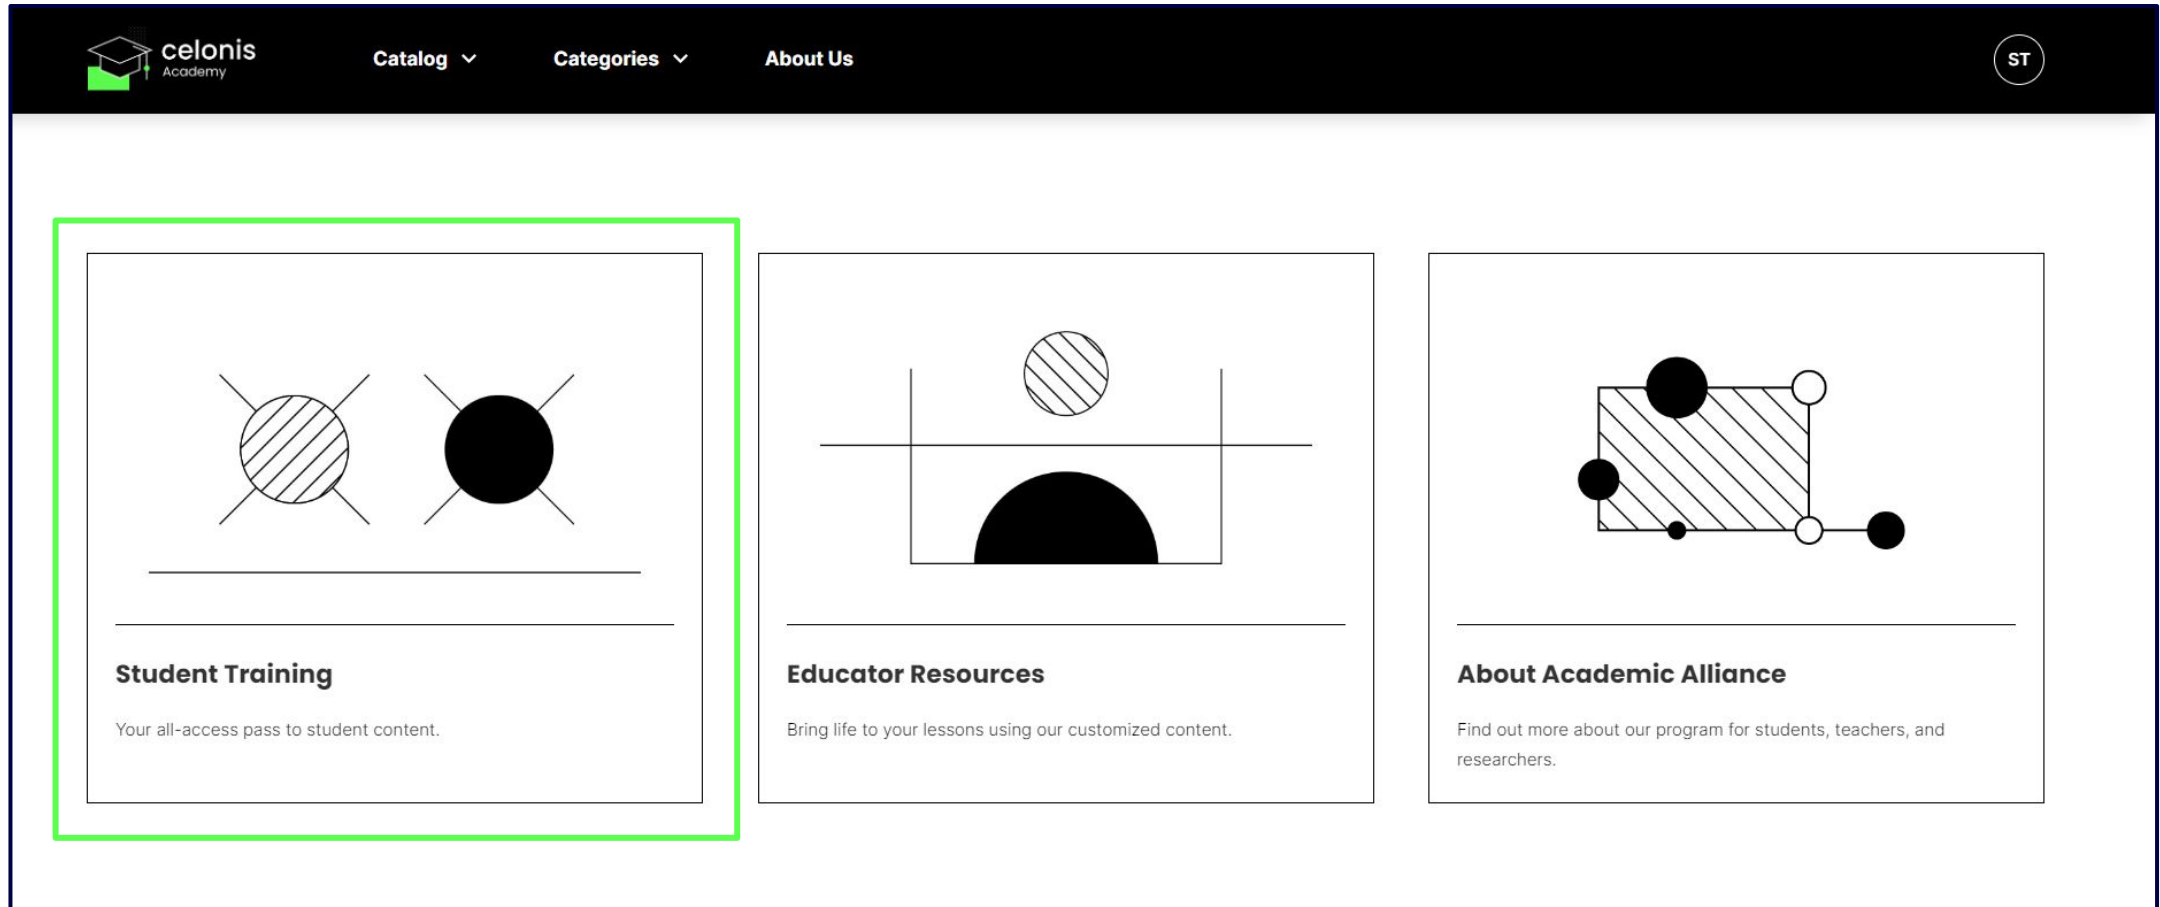 celonis
Academy
Catalog
Categories
About Us
ST
Student Training
Your all-access pass to student content.
Educator Resources
Bring life to your lessons using our customized content.
About Academic Alliance
Find out more about our program for students, teachers, and
researchers.